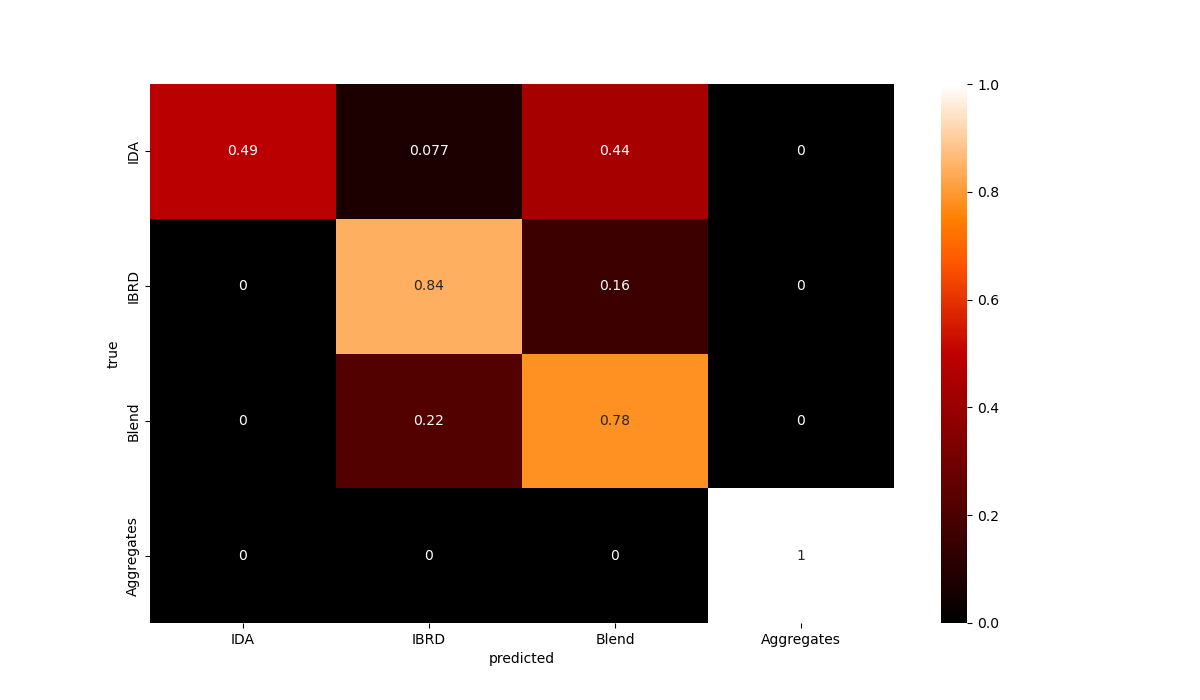 IDA 0.49 0.077 0.44 0
IBRD 0 0.84 0.16 0
Blend 0 0.22 0.78 0
Aggregates 0 0 0 1
IDA IBRD Blend Aggregates
predicted
true
1.0
0.8
0.6
0.4
0.2
0.0